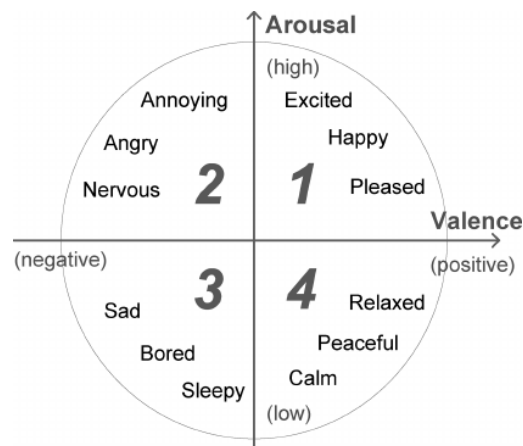 Arousal
(high)
Annoying
Excited
Angry
Happy
Nervous
2
1
Pleased
Valence
(negative)
(positive)
3
4
Sad
Relaxed
Bored
Peaceful
Sleepy
Calm
(low)